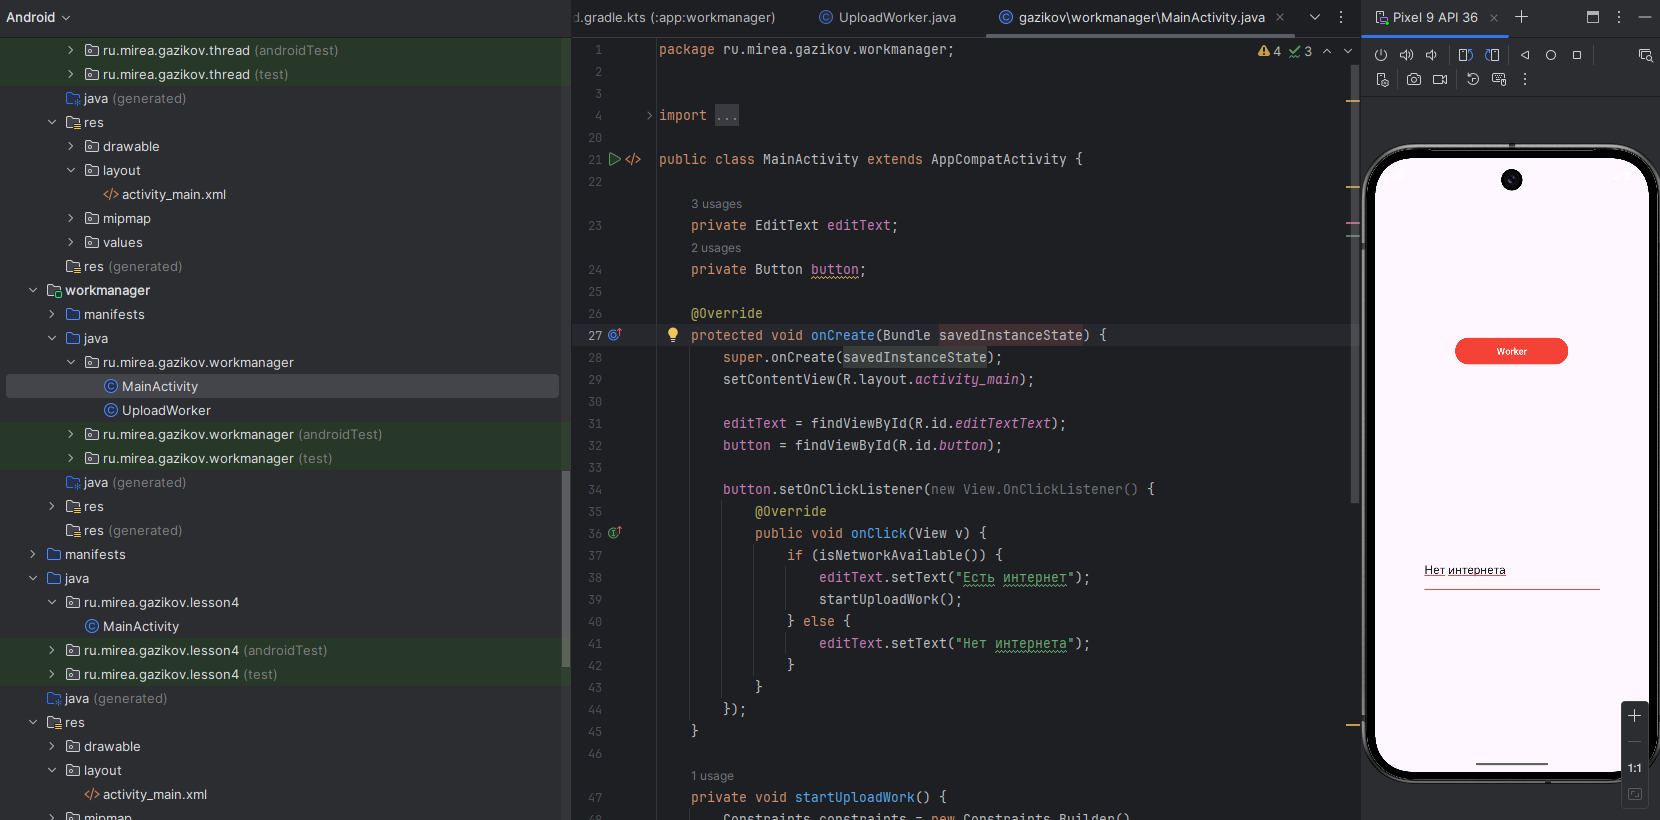 Android
ru.mirea.gazikov.thread (androidTest)
ru.mirea.gazikov.thread (test)
java (generated)
res
drawable
layout
activity_main.xml
mipmap
values
res (generated)
workmanager
manifests
java
ru.mirea.gazikov.workmanager
MainActivity
UploadWorker
ru.mirea.gazikov.workmanager (androidTest)
ru.mirea.gazikov.workmanager (test)
java (generated)
res
res (generated)
manifests
java
ru.mirea.gazikov.lesson4
MainActivity
ru.mirea.gazikov.lesson4 (androidTest)
ru.mirea.gazikov.lesson4 (test)
java (generated)
res
drawable
layout
activity_main.xml
mipmap
d.gradle.kts (:app:workmanager)
UploadWorker.java
gazikov\workmanager\MainActivity.java
4 3
1 package ru.mirea.gazikov.workmanager;
2
3
4 import ...
20
21 public class MainActivity extends AppCompatActivity {
22
3 usages
23 private EditText editText;
2 usages
24 private Button button;
25
26 @Override
27 protected void onCreate(Bundle savedInstanceState) {
28 super.onCreate(savedInstanceState);
29 setContentView(R.layout.activity_main);
30
31 editText = findViewById(R.id.editTextText);
32 button = findViewById(R.id.button);
33
34 button.setOnClickListener(new View.OnClickListener() {
35 @Override
36 public void onClick(View v) {
37 if (isNetworkAvailable()) {
38 editText.setText("Есть интернет");
39 startUploadWork();
40 } else {
41 editText.setText("Нет интернета");
42 }
43 }
44 });
45 }
46
1 usage
47 private void startUploadWork() {
48 Constraints constraints = new Constraints.Builder()
Pixel 9 API 36
Worker
Нет интернета
1:1